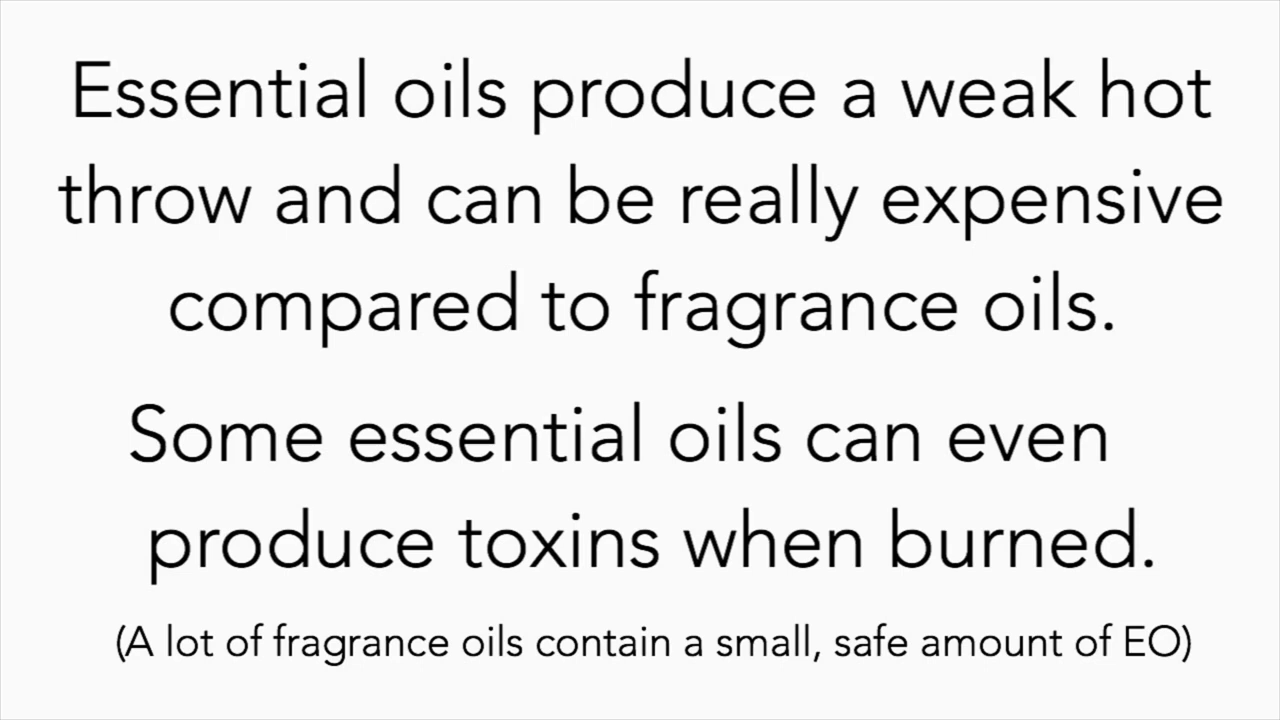 Essential oils produce a weak hot
throw and can be really expensive
compared to fragrance oils.
Some essential oils can even
produce toxins when burned.
(A lot of fragrance oils contain a small, safe amount of EO)